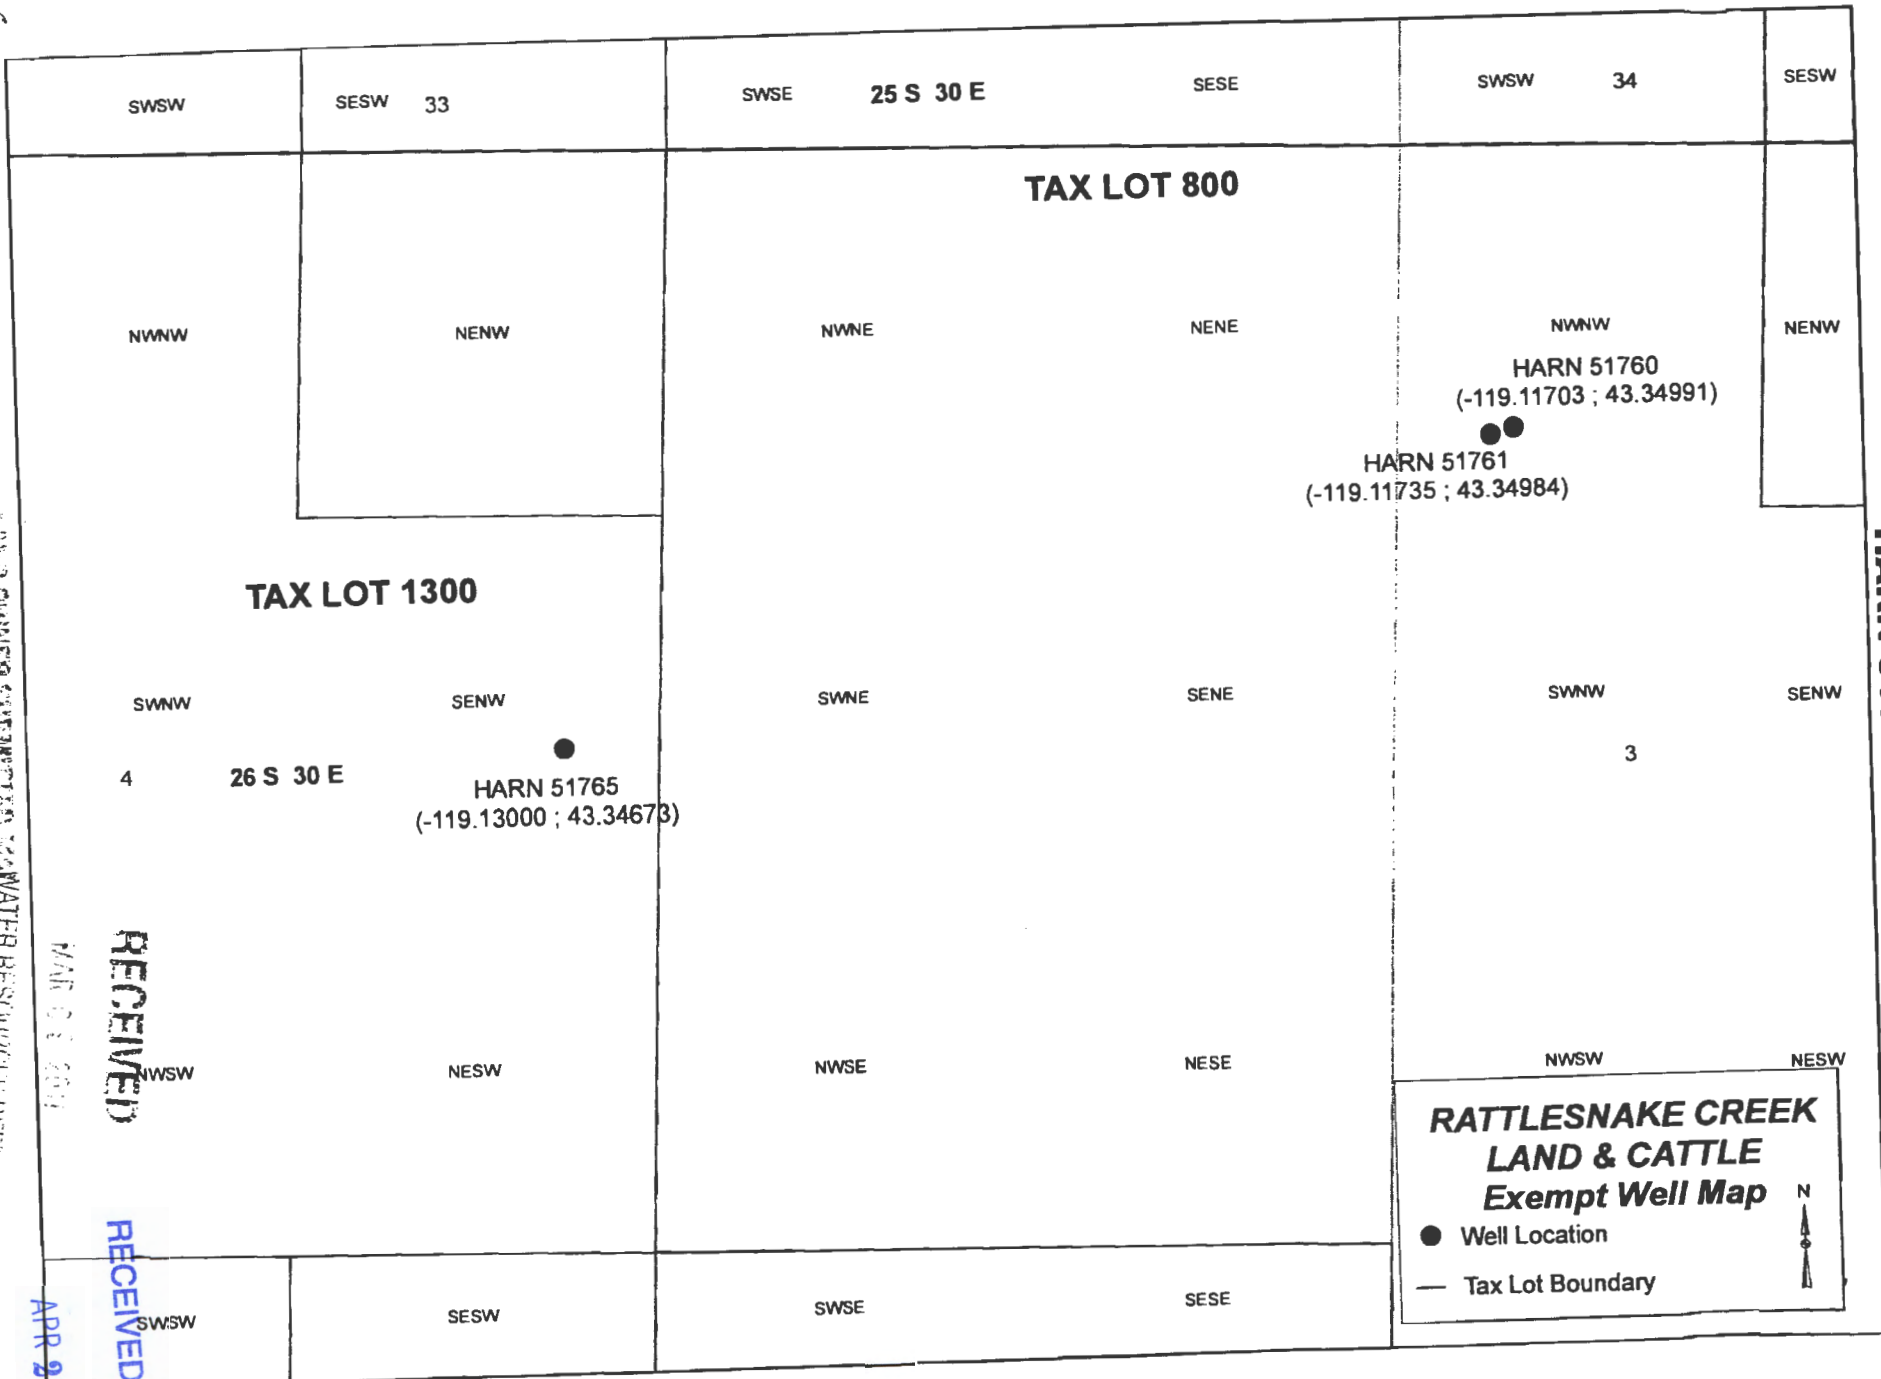 SWSW
SESW 33
SWSE
25 S 30 E
SESE
SWSW 34
SESW
TAX LOT 800
NWNW
NENW
NWNE
NENE
NWNW
NENW
HARN 51760
(-119.11703 ; 43.34991)
HARN 51761
(-119.11735 ; 43.34984)
TAX LOT 1300
SWNW
SENW
SWNE
SENE
SWNW
SENW
3
4
26 S 30 E
HARN 51765
(-119.13000 ; 43.34673)
RECEIVED
NWSW
NESW
NWSE
NESE
NWSW
NESW
RATTLESNAKE CREEK
LAND & CATTLE
Exempt Well Map
N
Well Location
Tax Lot Boundary
RECEIVED
APR 2
SWSW
SESW
SWSE
SESE